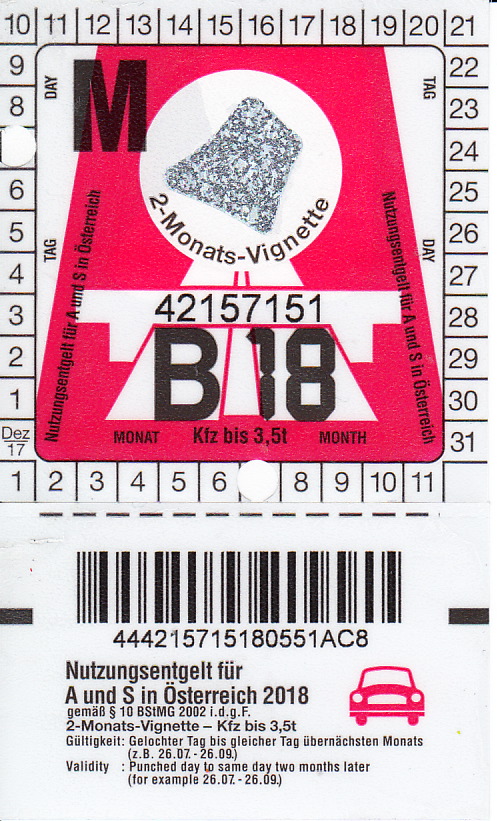 10 11 12 13 14 15 16 17 18 19 20 21
9
8
6
5
4
3
2
1
Dez
17
22
23
24
25
26
27
28
29
30
31
DAY
TAG
M
2-Monats-Vignette
TAG
DAY
Nutzungsentgelt für A und S in Österreich
Nutzungsentgelt für A und S in Österreich
42157151
B 18
MONAT Kfz bis 3,5t MONTH
1 2 3 4 5 6 8 9 10 11
444215715180551AC8
Nutzungsentgelt für
A und S in Österreich 2018
gemäß § 10 BStMG 2002 i.d.g.F.
2-Monats-Vignette – Kfz bis 3,5t
Gültigkeit: Gelochter Tag bis gleicher Tag übernächsten Monats
(z.B. 26.07. - 26.09.)
Validity : Punched day to same day two months later
(for example 26.07. - 26.09.)